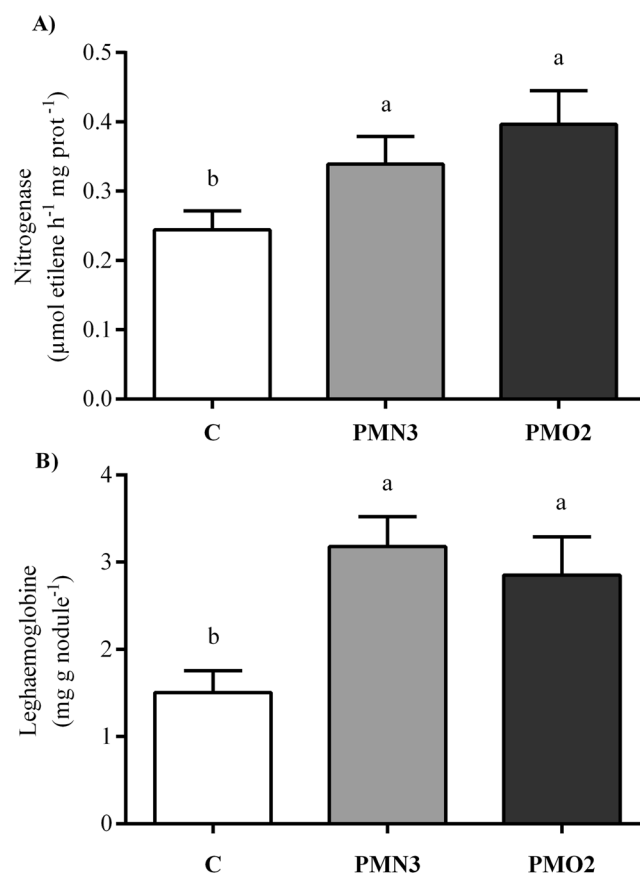 A)
Nitrogenase
(µmol etilene h⁻¹ mg prot⁻¹)
0.5
0.4
0.3
0.2
0.1
0.0
b
a
a
C PMN3 PMO2
B)
Leghaemoglobine
(mg g nodule⁻¹)
4
3
2
1
0
b
a
a
C PMN3 PMO2